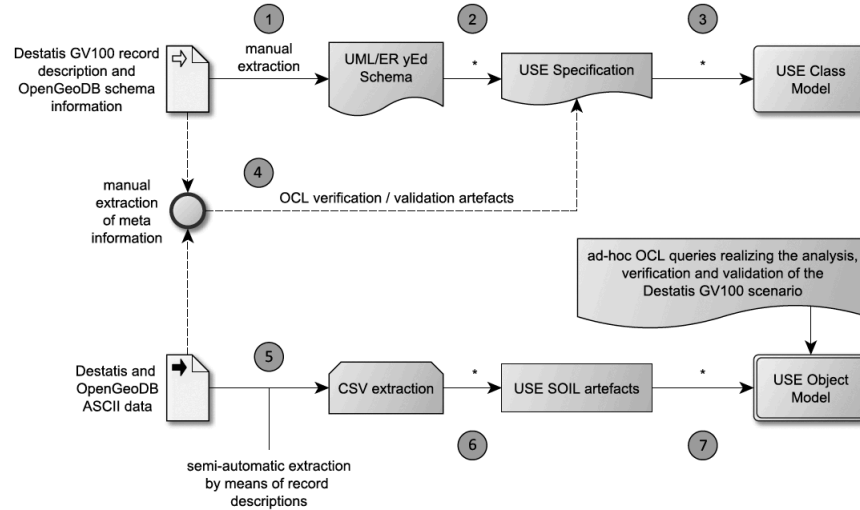 1
2
3
Destatis GV100 record
description and
OpenGeoDB schema
information
manual
extraction
UML/ER yEd
Schema
*
USE Specification
*
USE Class
Model
4
manual
extraction
of meta
information
OCL verification / validation artefacts
ad-hoc OCL queries realizing the analysis,
verification and validation of the
Destatis GV100 scenario
5
Destatis and
OpenGeoDB
ASCII data
CSV extraction
*
USE SOIL artefacts
*
USE Object
Model
6
7
semi-automatic extraction
by means of record
descriptions